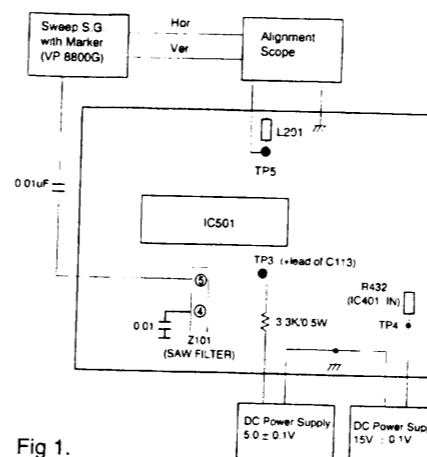 Sweep S.G
with Marker
(VP 8800G)
Hor
Ver
Alignment
Scope
L201
TP5
0 01uF
IC501
TP3 (+lead of C113)
R432
(IC401 IN)
TP4
⑤
④
0 01
3 3K/0.5W
Z101
(SAW FILTER)
DC Power Supply
5.0 ± 0.1V
DC Power Supp
15V ± 0.1V
Fig 1.